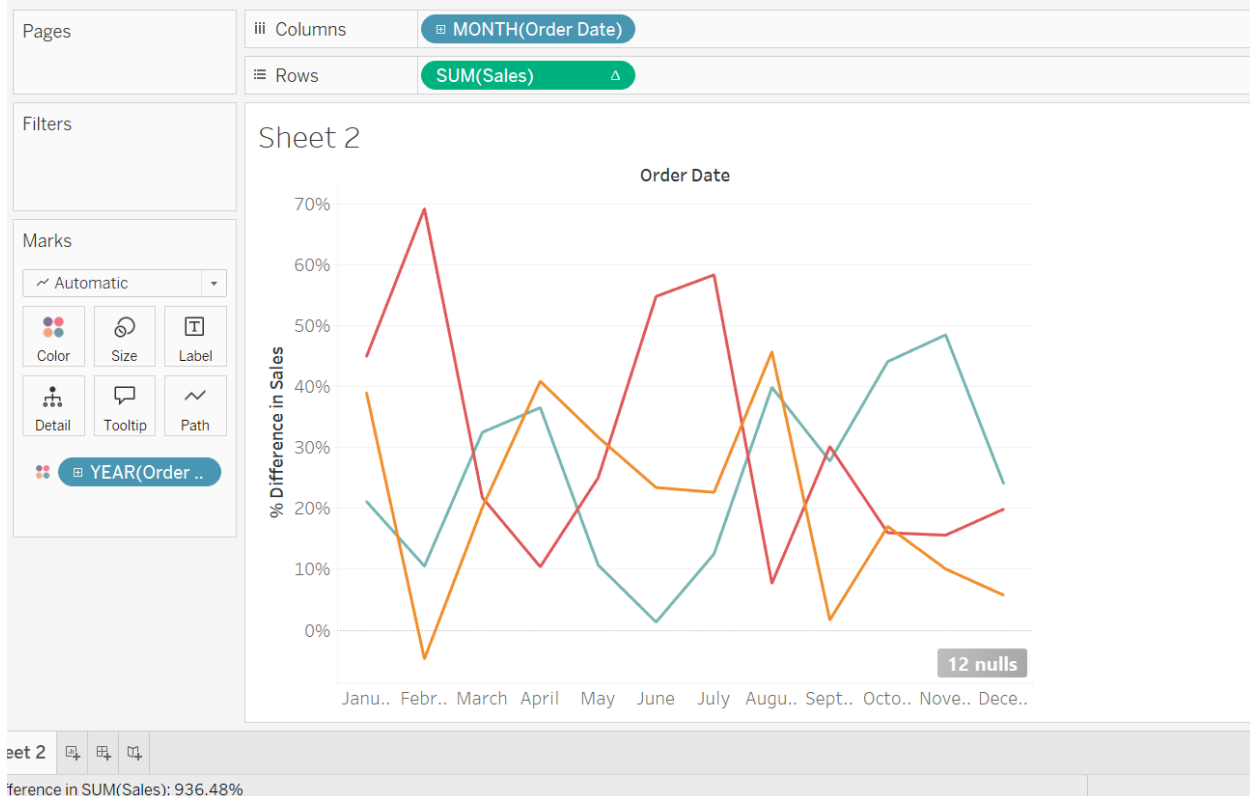 Pages
iii Columns
MONTH(Order Date)
Rows
SUM(Sales) Δ
Filters
Sheet 2
Order Date
Marks
Automatic
Color
Size
Label
Detail
Tooltip
Path
YEAR(Order ..
% Difference in Sales
70%
60%
50%
40%
30%
20%
10%
0%
12 nulls
Janu.. Febr.. March April May June July Augu.. Sept.. Octo.. Nove.. Dece..
eet 2
fference in SUM(Sales): 936.48%